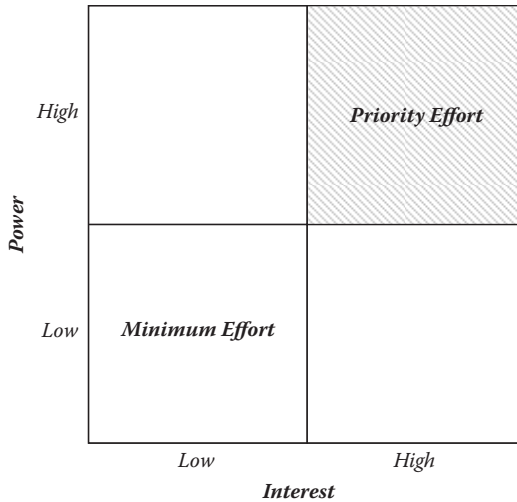 High
Priority Effort
Power
Low
Minimum Effort
Low
High
Interest